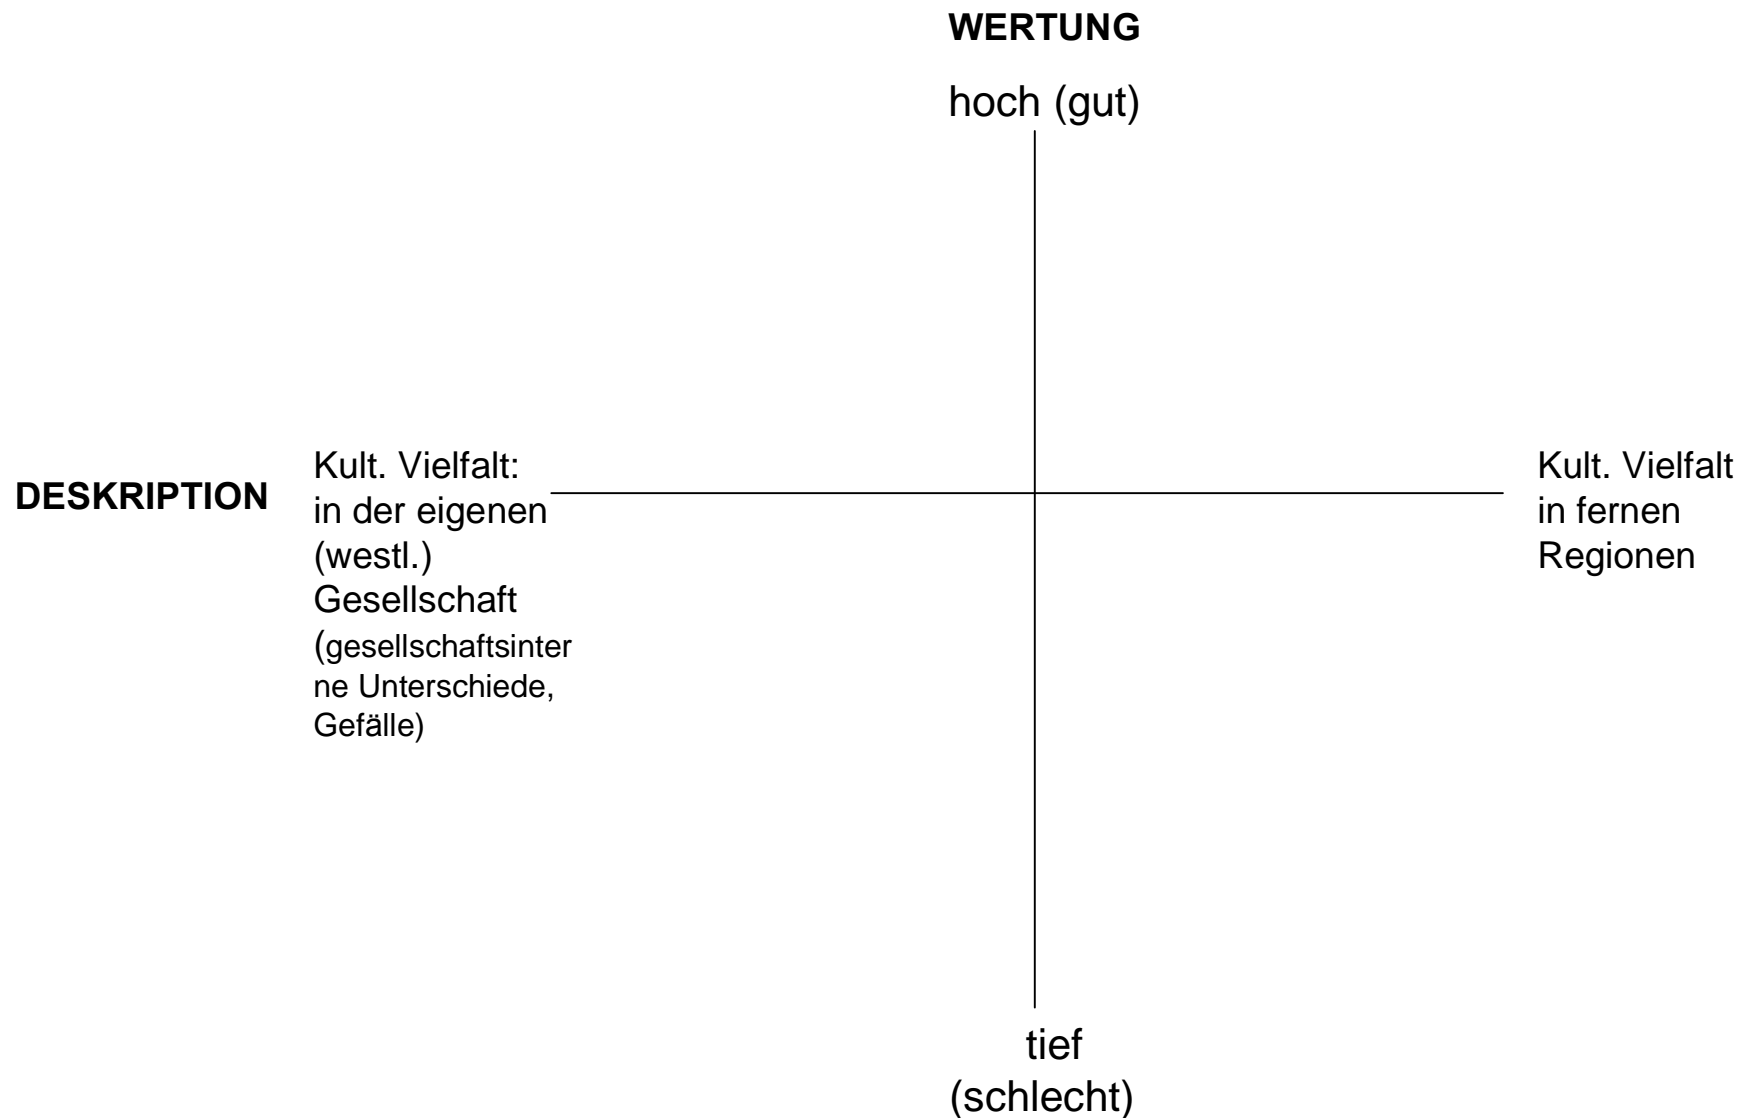 WERTUNG
hoch (gut)
DESKRIPTION
Kult. Vielfalt:
in der eigenen
(westl.)
Gesellschaft
(gesellschaftsinter
ne Unterschiede,
Gefälle)
Kult. Vielfalt
in fernen
Regionen
tief
(schlecht)